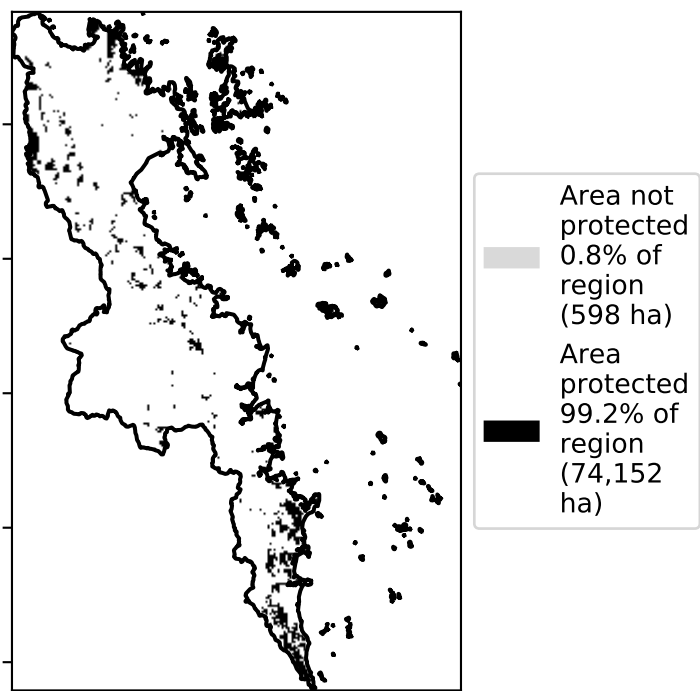 Area not
protected
0.8% of
region
(598 ha)
Area
protected
99.2% of
region
(74,152
ha)